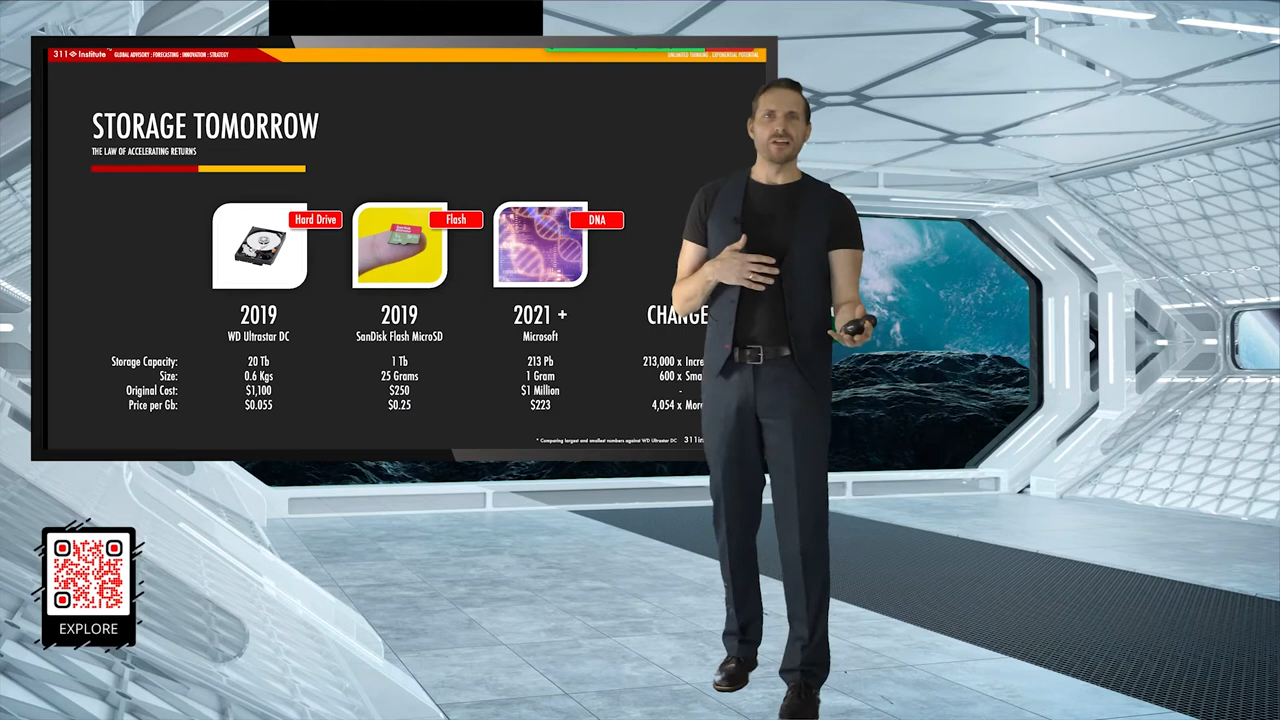 311 Institute GLOBAL ADVISORY : FORECASTING : INNOVATION : STRATEGY
UNLIMITED THINKING . EXPONENTIAL POTENTIAL
STORAGE TOMORROW
THE LAW OF ACCELERATING RETURNS
Hard Drive Flash DNA
2019 2019 2021 + CHANGE
WD Ultrastar DC SanDisk Flash MicroSD Microsoft
Storage Capacity: 20 Tb 1 Tb 213 Pb 213,000 x Incre
Size: 0.6 Kgs 25 Grams 1 Gram 600 x Sma
Original Cost: $1,100 $250 $1 Million -
Price per Gb: $0.055 $0.25 $223 4,054 x Mor
* Comparing largest and smallest numbers against WD Ultrastar DC 311in
EXPLORE